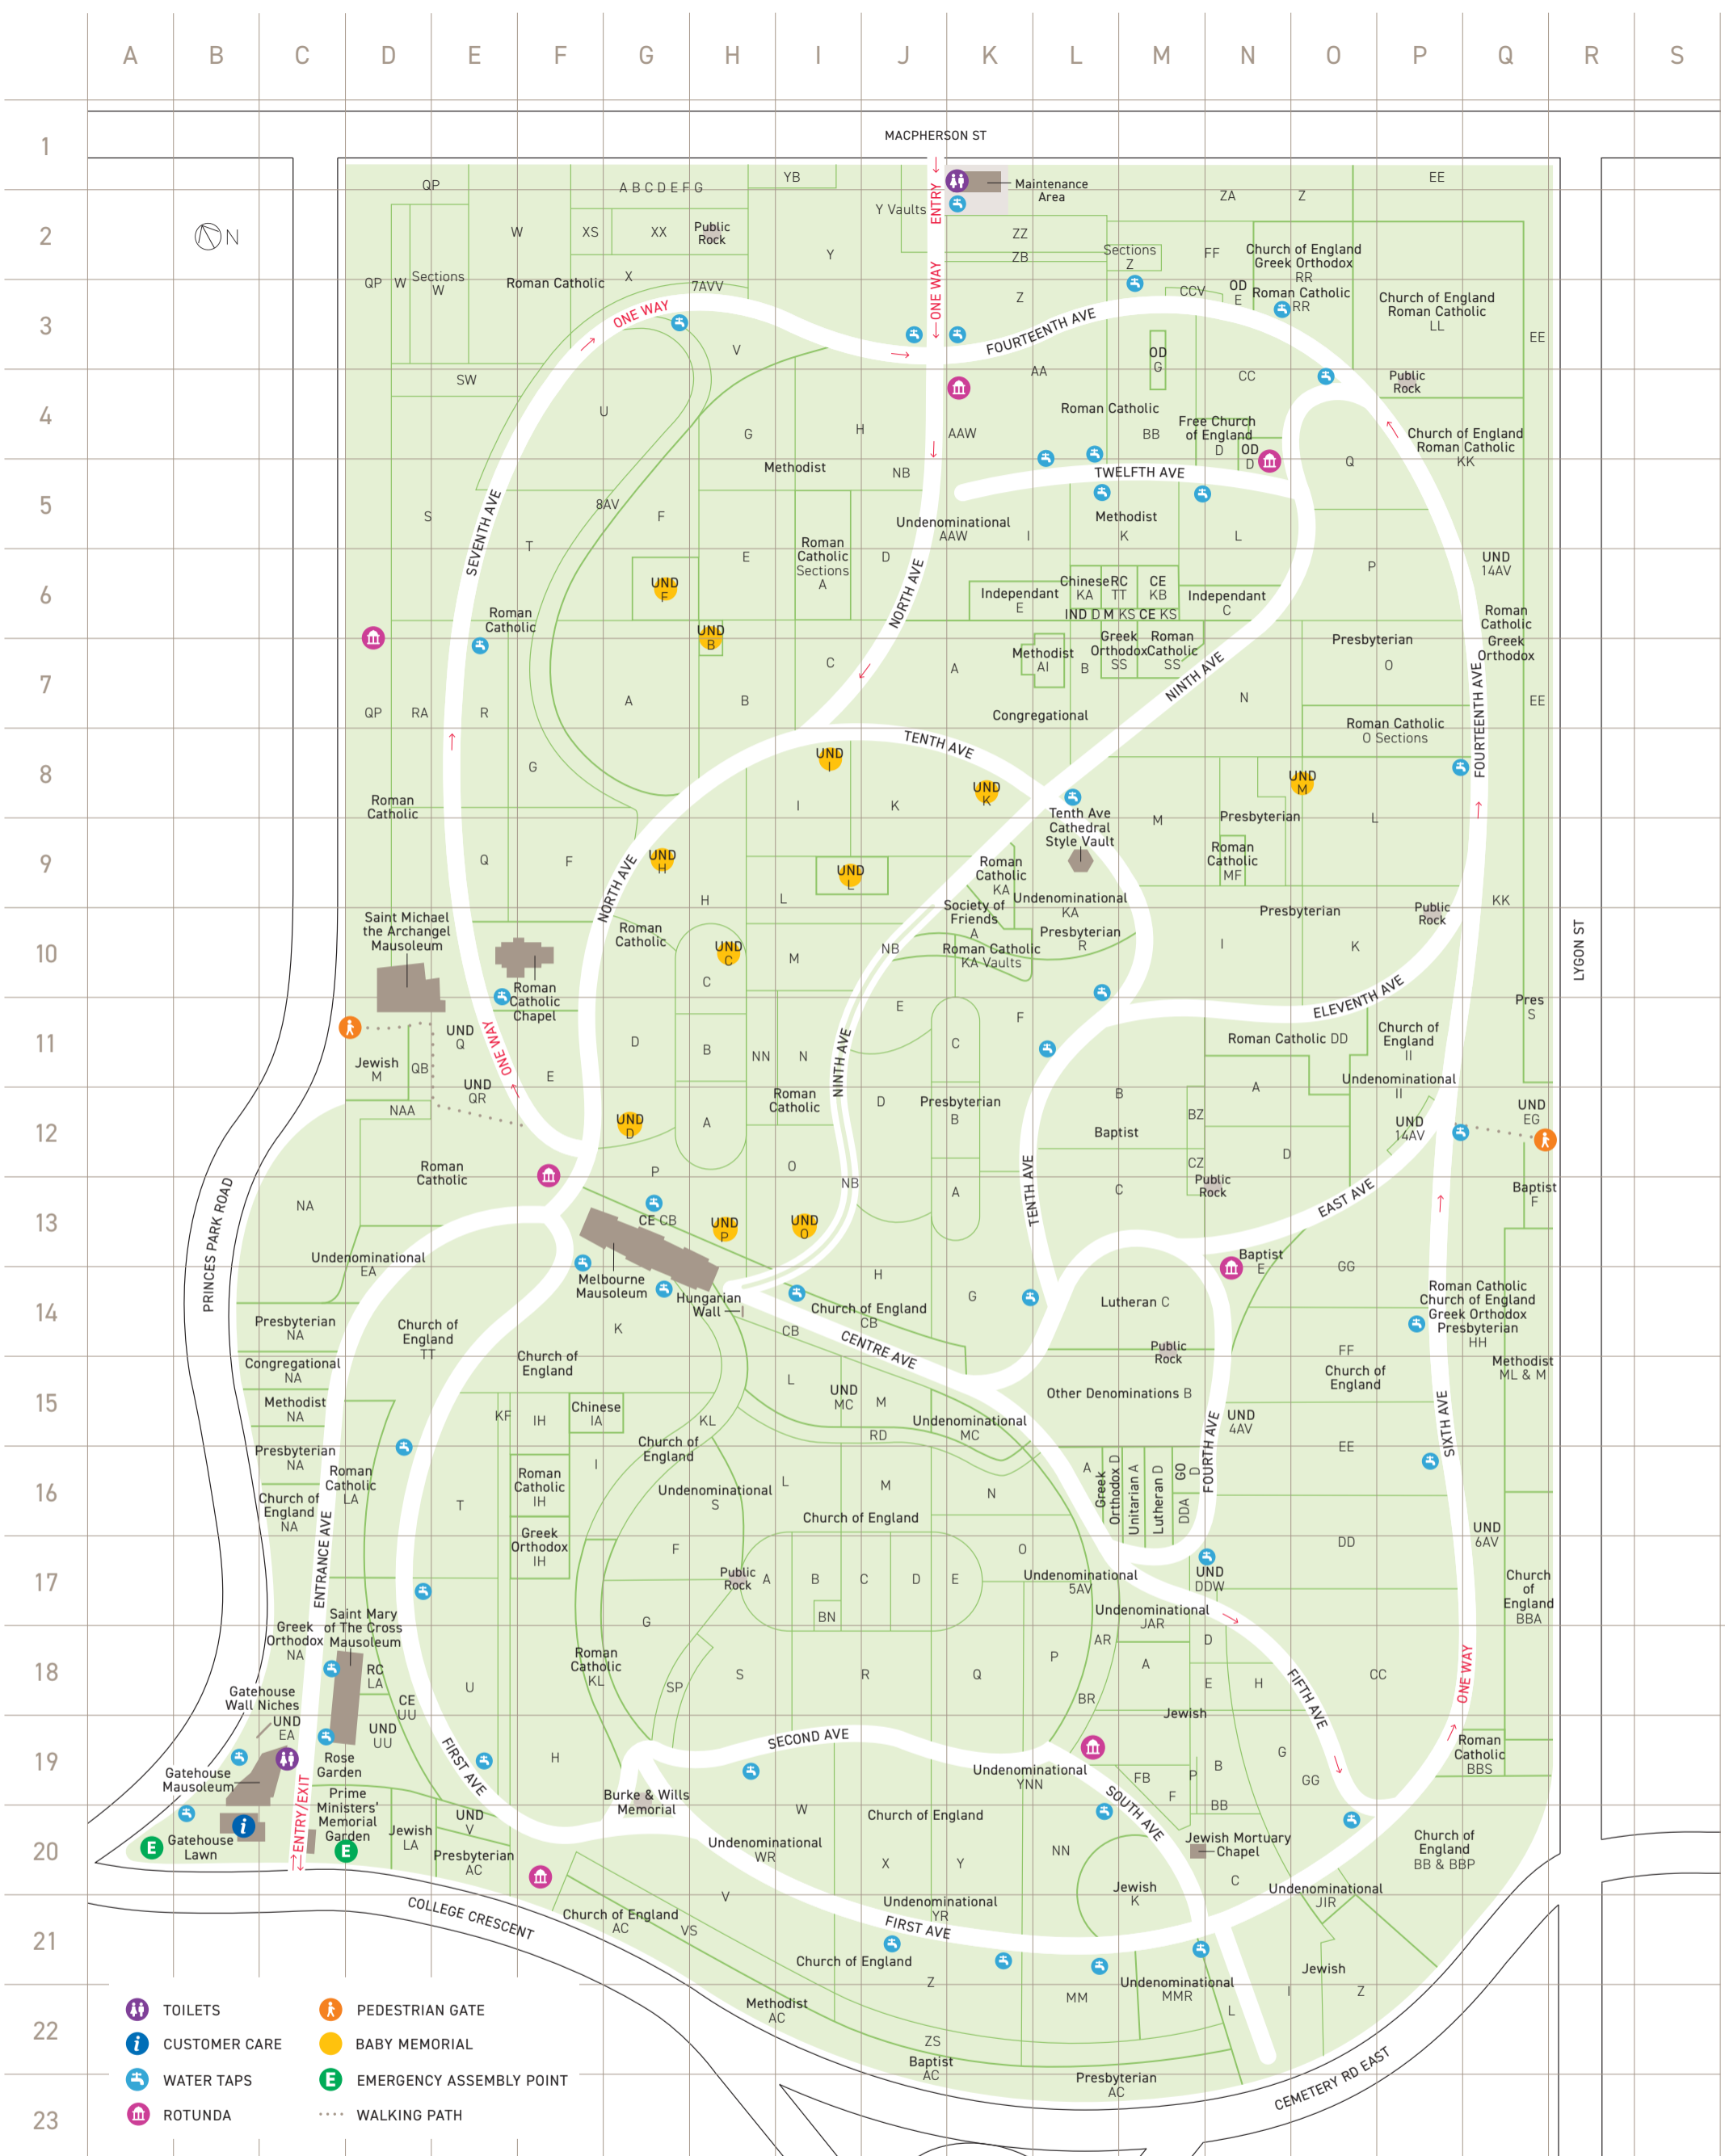 A B C D E F G H I J K L M N O P Q R S
1
MACPHERSON ST
YB
EE
QP
A B C D E F G
ENTRY
Maintenance
Area
ZA
Z
Y Vaults
2
N
W
XS
XX
Public
Rock
ZZ
Y
ZB
Sections
Z
FF
Church of England
Greek Orthodox
RR
QP
W
Sections
W
Roman Catholic
X
7AVV
ONE WAY
Z
CCV
OD
E
Roman Catholic
RR
Church of England
Roman Catholic
LL
3
ONE WAY
FOURTEENTH AVE
EE
V
OD
G
AA
CC
Public
Rock
SW
4
U
G
H
AAW
Roman Catholic
BB
Free Church
of England
D
OD
D
Church of England
Roman Catholic
KK
Q
Methodist
NB
TWELFTH AVE
5
SEVENTH AVE
S
8AV
F
Undenominational
AAW
I
Methodist
K
L
T
E
Roman
Catholic
Sections
A
D
P
UND
14AV
6
UND
F
NORTH AVE
Independant
E
Chinese
KA
RC
TT
CE
KB
Independant
C
IND D M KS CE KS
Roman
Catholic
Roman
Catholic
UND
B
Greek
Orthodox
SS
Roman
Catholic
SS
Presbyterian
Greek
Orthodox
7
C
A
Methodist
AI
B
NINTH AVE
O
QP
RA
R
A
B
Congregational
N
EE
Roman Catholic
O Sections
FOURTEENTH AVE
TENTH AVE
8
G
UND
I
UND
K
UND
M
Roman
Catholic
I
K
Tenth Ave
Cathedral
Style Vault
M
Presbyterian
L
9
Q
F
UND
H
UND
L
Roman
Catholic
KA
Roman
Catholic
MF
NORTH AVE
H
L
Undenominational
KA
KK
Society of
Friends
A
Presbyterian
Public
Rock
Saint Michael
the Archangel
Mausoleum
10
Roman
Catholic
UND
C
C
I
M
NB
Presbyterian
R
Roman Catholic
KA Vaults
I
K
LYGON ST
Roman
Catholic
Chapel
ELEVENTH AVE
Pres
S
E
F
11
UND
Q
ONE WAY
D
B
NN
N
NINTH AVE
C
Roman Catholic DD
Church of
England
II
Jewish
M
QB
E
UND
QR
Undenominational
II
Roman
Catholic
NAA
D
Presbyterian
B
B
BZ
A
12
UND
D
A
Baptist
UND
14AV
UND
EG
Roman
Catholic
P
O
CZ
D
TENTH AVE
Public
Rock
NB
A
C
EAST AVE
Baptist
F
13
PRINCES PARK ROAD
NA
CE CB
UND
P
UND
O
Undenominational
EA
Melbourne
Mausoleum
Baptist
E
GG
H
14
Hungarian
Wall
Church of England
CB
G
Lutheran C
Roman Catholic
Church of England
Greek Orthodox
Presbyterian
HH
Presbyterian
NA
Church of
England
TT
K
CB
CENTRE AVE
Public
Rock
FF
Congregational
NA
Church of
England
Church of
England
Methodist
ML & M
15
L
UND
MC
M
Other Denominations B
Methodist
NA
KF
IH
Chinese
IA
KL
Undenominational
MC
UND
4AV
SIXTH AVE
RD
EE
Presbyterian
NA
Church of
England
FOURTH AVE
16
Roman
Catholic
LA
Roman
Catholic
IH
I
Undenominational
S
L
M
N
A
Greek
Orthodox D
Unitarian A
Lutheran D
GO
D
DDA
Church of
England
NA
T
Church of England
ENTRANCE AVE
Greek
Orthodox
IH
F
O
DD
UND
6AV
17
Public
Rock
A
B
C
D
E
Undenominational
5AV
UND
DDW
Church
of
England
BBA
BN
G
Undenominational
JAR
Saint Mary
of The Cross
Mausoleum
Greek
Orthodox
NA
18
RC
LA
U
Roman
Catholic
KL
SP
S
R
Q
P
AR
A
D
E
H
FIFTH AVE
CC
ONE WAY
Gatehouse
Wall Niches
CE
UU
BR
Jewish
UND
EA
UND
UU
19
Rose
Garden
FIRST AVE
H
SECOND AVE
G
B
Roman
Catholic
BBS
Gatehouse
Mausoleum
Undenominational
YNN
FB
P
GG
F
BB
Burke & Wills
Memorial
SOUTH AVE
Prime
Ministers'
Memorial
Garden
ENTRY/EXIT
W
Church of England
UND
V
20
Gatehouse
Lawn
Jewish
LA
Presbyterian
AC
Undenominational
WR
X
Y
NN
Jewish Mortuary
Chapel
Church of
England
BB & BBP
C
Jewish
K
Undenominational
JIR
COLLEGE CRESCENT
Church of England
AC
V
VS
Undenominational
YR
FIRST AVE
21
Church of England
Jewish
Z
Undenominational
MMR
I
Z
MM
L
Methodist
AC
22
ZS
Baptist
AC
Presbyterian
AC
CEMETERY RD EAST
23
TOILETS
CUSTOMER CARE
WATER TAPS
ROTUNDA
PEDESTRIAN GATE
BABY MEMORIAL
E EMERGENCY ASSEMBLY POINT
WALKING PATH